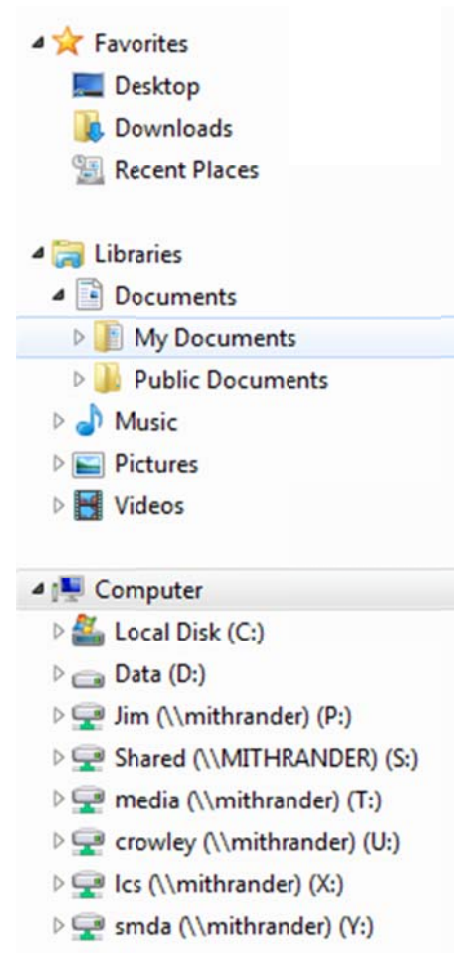 Favorites
Desktop
Downloads
Recent Places
Libraries
Documents
My Documents
Public Documents
Music
Pictures
Videos
Computer
Local Disk (C:)
Data (D:)
Jim (\\mithrander) (P:)
Shared (\\MITHRANDER) (S:)
media (\\mithrander) (T:)
crowley (\\mithrander) (U:)
lcs (\\mithrander) (X:)
smda (\\mithrander) (Y:)